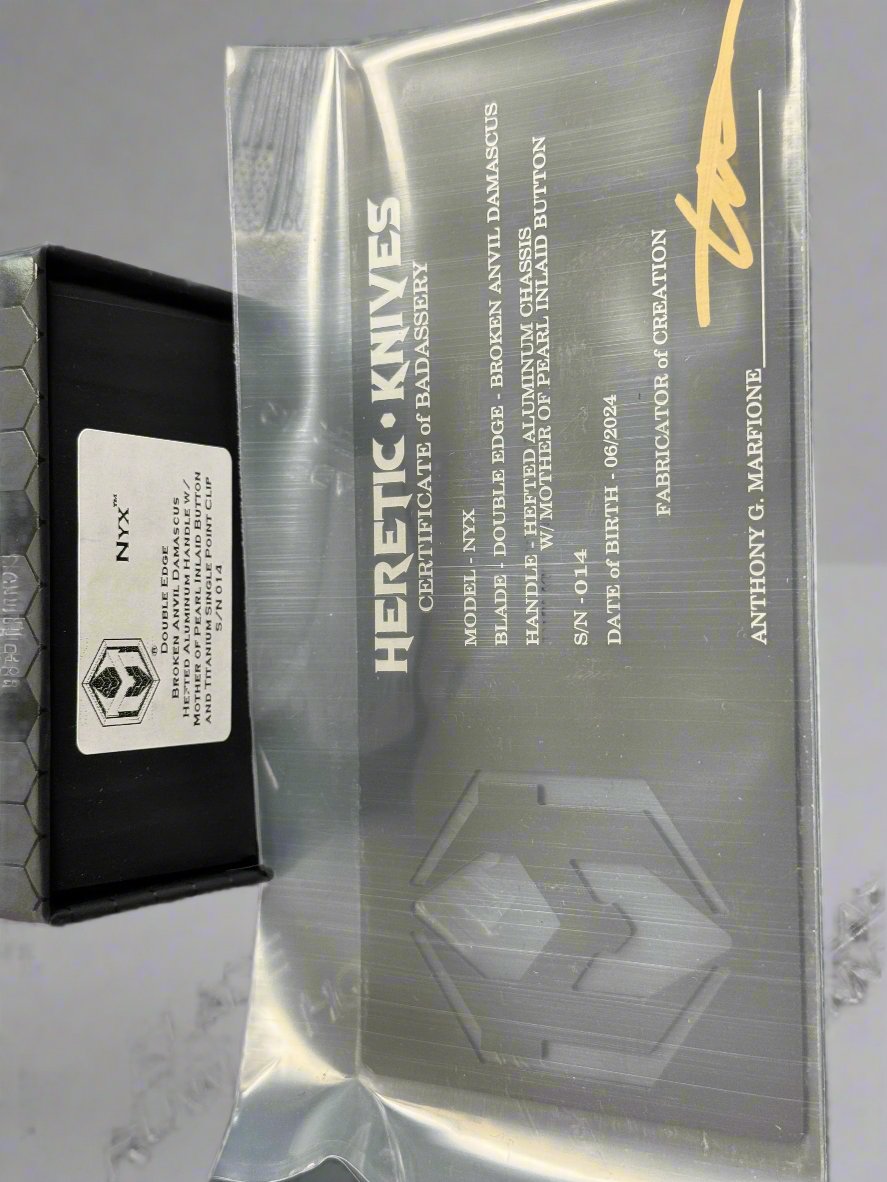 NYX™
®
DOUBLE EDGE
BROKEN ANVIL DAMASCUS
HEFTED ALUMINUM HANDLE W/
MOTHER OF PEARL INLAID BUTTON
AND TITANIUM SINGLE POINT CLIP
S/N 014
HERETIC • KNIVES
CERTIFICATE of BADASSERY
MODEL - NYX
BLADE - DOUBLE EDGE - BROKEN ANVIL DAMASCUS
HANDLE - HEFTED ALUMINUM CHASSIS
W/ MOTHER OF PEARL INLAID BUTTON
S/N - 014
DATE of BIRTH - 06/2024
FABRICATOR of CREATION
ANTHONY G. MARFIONE